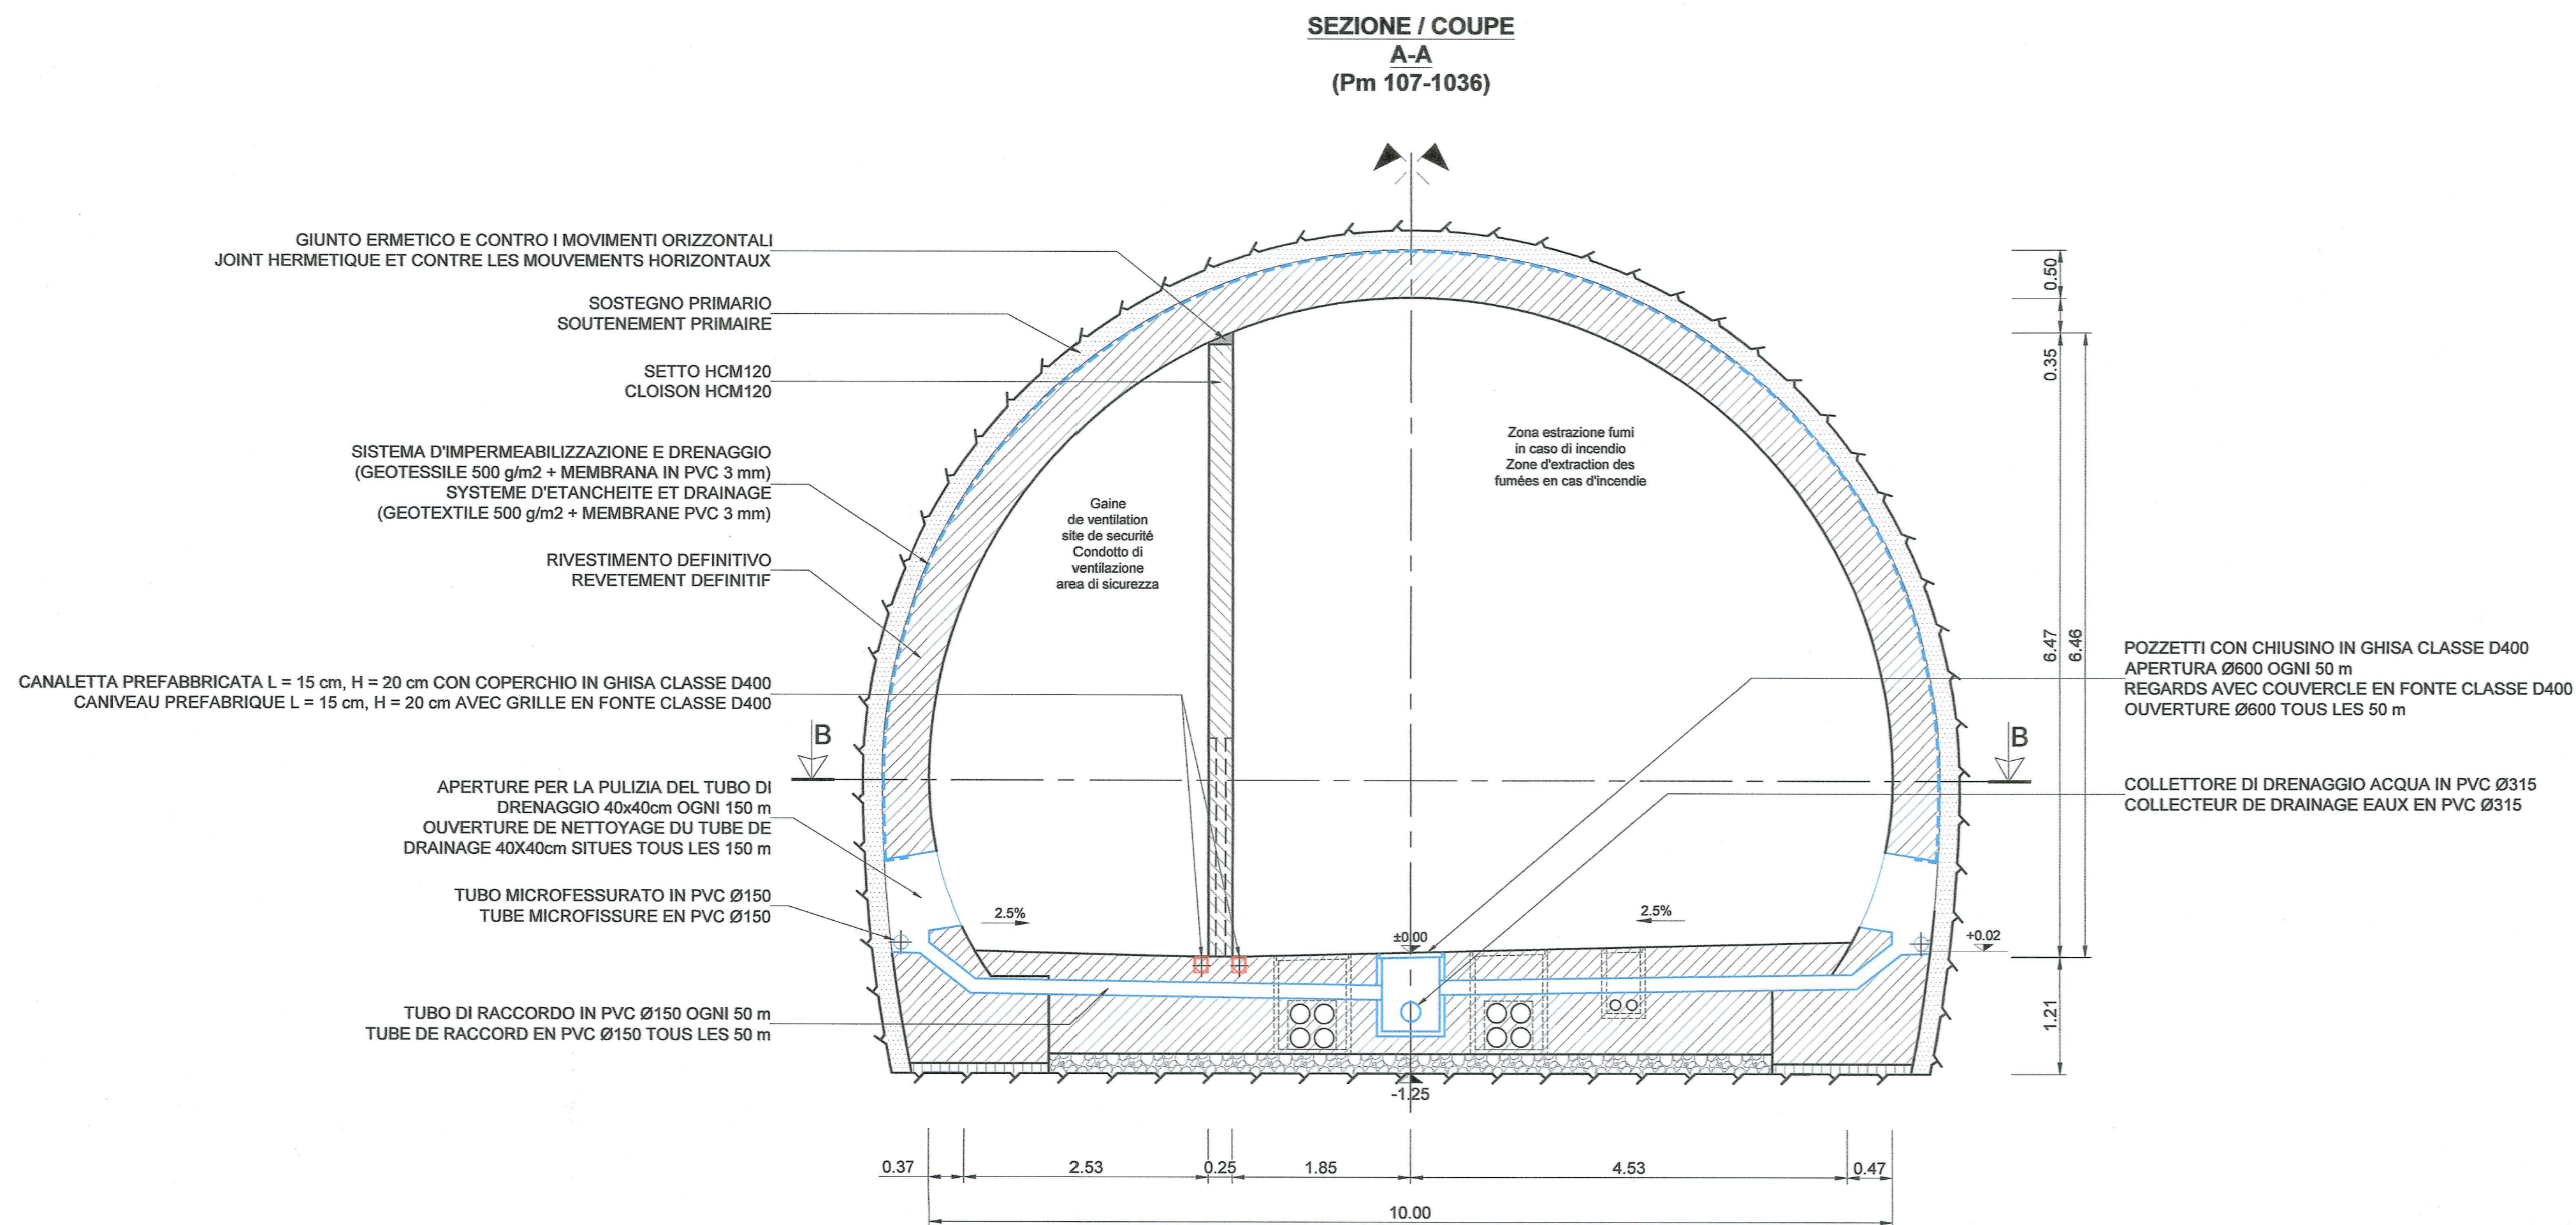 SEZIONE / COUPE
A-A
(Pm 107-1036)
GIUNTO ERMETICO E CONTRO I MOVIMENTI ORIZZONTALI
JOINT HERMETIQUE ET CONTRE LES MOUVEMENTS HORIZONTAUX
SOSTEGNO PRIMARIO
SOUTENEMENT PRIMAIRE
SETTO HCM120
CLOISON HCM120
SISTEMA D'IMPERMEABILIZZAZIONE E DRENAGGIO
(GEOTESSILE 500 g/m2 + MEMBRANA IN PVC 3 mm)
SYSTEME D'ETANCHEITE ET DRAINAGE
(GEOTEXTILE 500 g/m2 + MEMBRANE PVC 3 mm)
RIVESTIMENTO DEFINITIVO
REVETEMENT DEFINITIF
CANALETTA PREFABBRICATA L = 15 cm, H = 20 cm CON COPERCHIO IN GHISA CLASSE D400
CANIVEAU PREFABRIQUE L = 15 cm, H = 20 cm AVEC GRILLE EN FONTE CLASSE D400
B
APERTURE PER LA PULIZIA DEL TUBO DI
DRENAGGIO 40x40cm OGNI 150 m
OUVERTURE DE NETTOYAGE DU TUBE DE
DRAINAGE 40X40cm SITUES TOUS LES 150 m
TUBO MICROFESSURATO IN PVC Ø150
TUBE MICROFISSURE EN PVC Ø150
TUBO DI RACCORDO IN PVC Ø150 OGNI 50 m
TUBE DE RACCORD EN PVC Ø150 TOUS LES 50 m
Gaine
de ventilation
site de securité
Condotto di
ventilazione
area di sicurezza
Zona estrazione fumi
in caso di incendio
Zone d'extraction des
fumées en cas d'incendie
2.5%
2.5%
±0.00
+0.02
-1.25
0.50
0.35
6.47
6.46
1.21
B
POZZETTI CON CHIUSINO IN GHISA CLASSE D400
APERTURA Ø600 OGNI 50 m
REGARDS AVEC COUVERCLE EN FONTE CLASSE D400
OUVERTURE Ø600 TOUS LES 50 m
COLLETTORE DI DRENAGGIO ACQUA IN PVC Ø315
COLLECTEUR DE DRAINAGE EAUX EN PVC Ø315
0.37
2.53
0.25
1.85
4.53
0.47
10.00